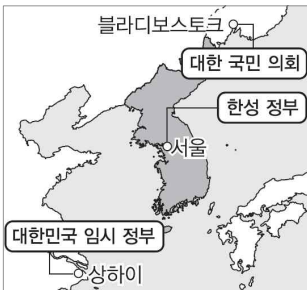 블라디보스토크
대한 국민 의회
한성 정부
서울
대한민국 임시 정부
상하이